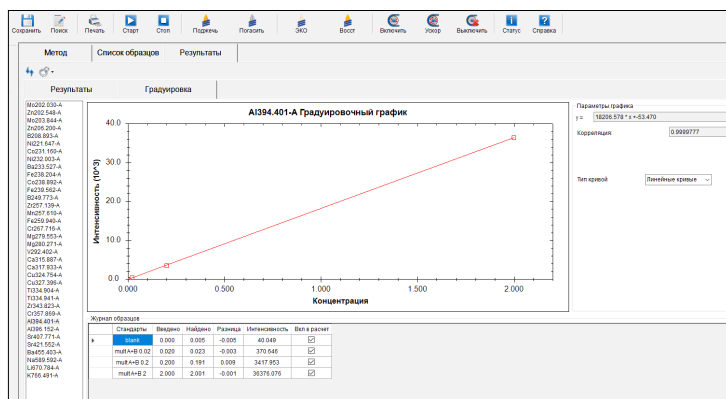 Сохранить Поиск Печать Старт Стоп Поджечь Погасить ЭКО Восст Включить Ускор Выключить Статус Справка
Метод Список образцов Результаты
Результаты Градуировка
Mo202.030-A
Zn202.548-A
Mo203.844-A
Zn206.200-A
B208.893-A
Ni221.647-A
Co231.160-A
Ni232.003-A
Ba233.527-A
Fe238.204-A
Co238.892-A
Fe239.562-A
B249.773-A
Zr257.139-A
Mn257.610-A
Fe259.940-A
Cr267.716-A
Mg279.553-A
Mg280.271-A
V292.402-A
Ca315.887-A
Ca317.933-A
Cu324.754-A
Cu327.396-A
Ti334.904-A
Ti334.941-A
Zr343.823-A
Cr357.869-A
Al394.401-A
Al396.152-A
Sr407.771-A
Sr421.552-A
Ba455.403-A
Na589.592-A
Li670.784-A
K766.491-A
Al394.401-A Градуировочный график
Интенсивность (10^3)
40.0
30.0
20.0
10.0
0.0
0.000 0.500 1.000 1.500 2.000
Концентрация
Параметры графика
y = 18206.578 * x +-53.470
Корреляция: 0.9999777
Тип кривой Линейные кривые
Журнал образцов
Стандарты Введено Найдено Разница Интенсивность Вкл в расчет
blank 0.000 0.005 -0.005 40.049
multA+B 0.02 0.020 0.023 -0.003 370.646
multA+B 0.2 0.200 0.191 0.009 3417.953
multA+B 2 2.000 2.001 -0.001 36376.076